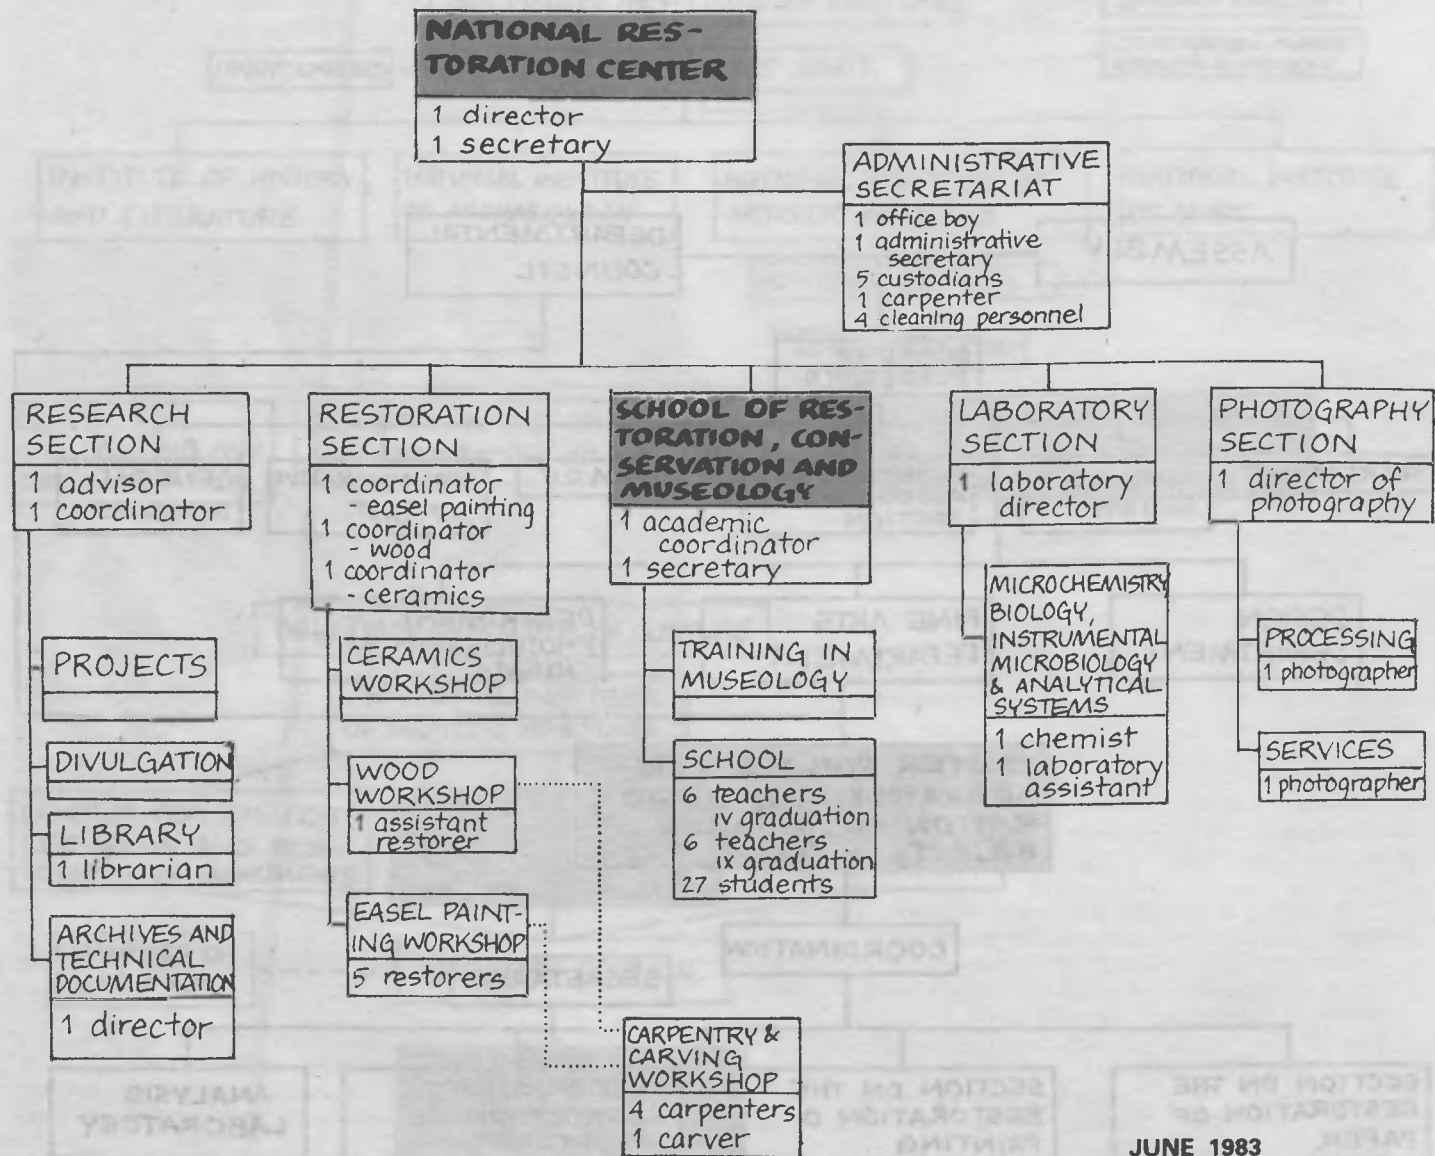 NATIONAL RES-
TORATION CENTER
1 director
1 secretary
ADMINISTRATIVE
SECRETARIAT
1 office boy
1 administrative
secretary
5 custodians
1 carpenter
4 cleaning personnel
RESEARCH
SECTION
1 advisor
1 coordinator
PROJECTS
DIVULGATION
LIBRARY
1 librarian
ARCHIVES AND
TECHNICAL
DOCUMENTATION
1 director
RESTORATION
SECTION
1 coordinator
easel painting
1 coordinator
- wood
1 coordinator
- ceramics
CERAMICS
WORKSHOP
WOOD
WORKSHOP
1 assistant
restorer
EASEL PAINT-
ING WORKSHOP
5 restorers
CARPENTRY &
CARVING
WORKSHOP
4 carpenters
1 carver
SCHOOL OF RES-
TORATION, CON-
SERVATION AND
MUSEOLOGY
1 academic
coordinator
1 secretary
TRAINING IN
MUSEOLOGY
SCHOOL
6 teachers
iv graduation
6 teachers
ix graduation
27 students
LABORATORY
SECTION
1 laboratory
director
MICROCHEMISTRY
BIOLOGY,
INSTRUMENTAL
MICROBIOLOGY
& ANALYTICAL
SYSTEMS
1 chemist
1 laboratory
assistant
PHOTOGRAPHY
SECTION
1 director of
photography
PROCESSING
1 photographer
SERVICES
1 photographer
JUNE 1983